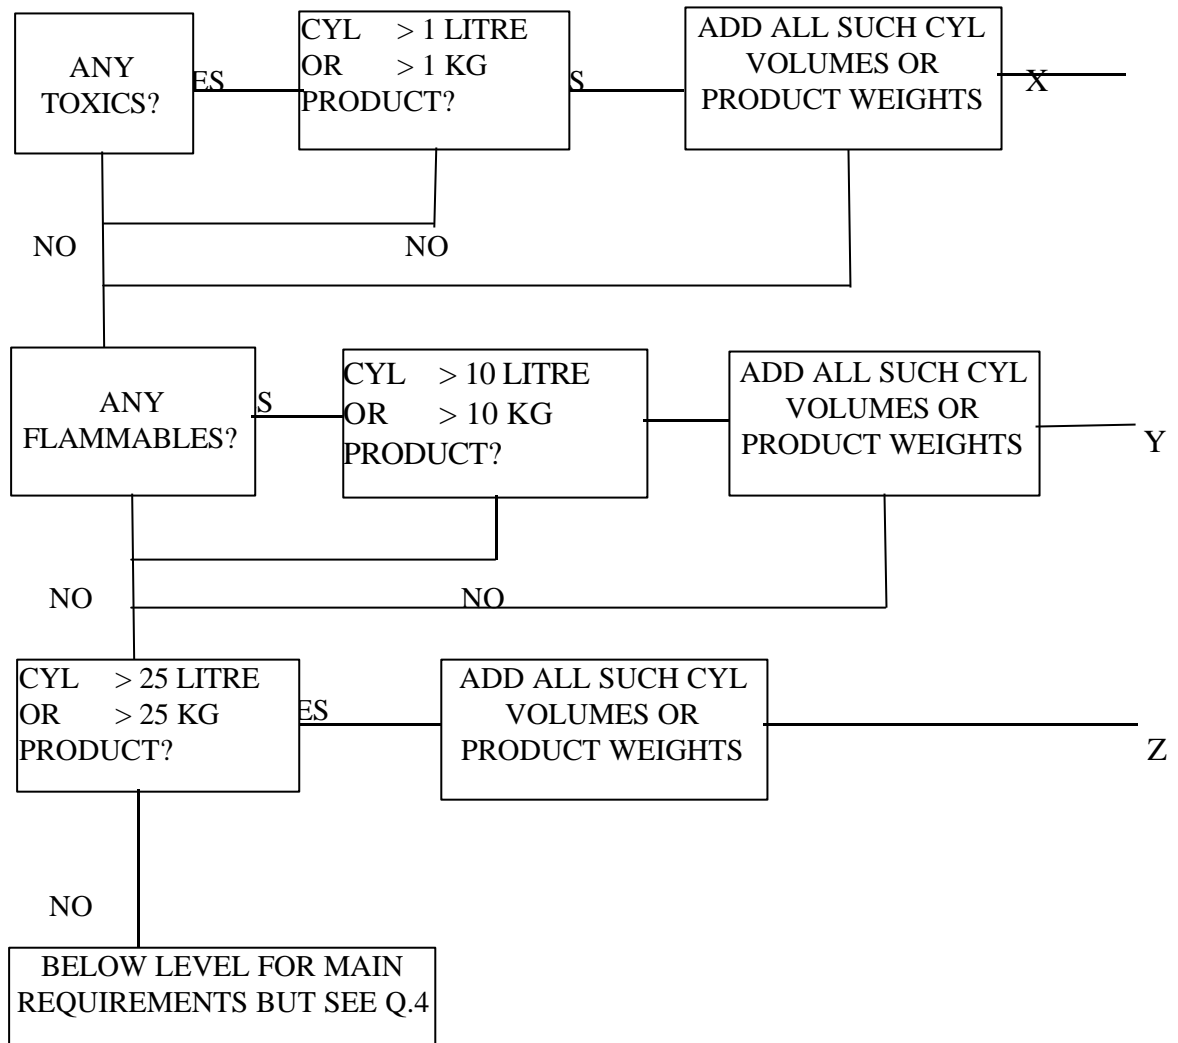 ANY
TOXICS?
ES
CYL > 1 LITRE
OR > 1 KG
PRODUCT?
S
ADD ALL SUCH CYL
VOLUMES OR
PRODUCT WEIGHTS
X
NO
NO
ANY
FLAMMABLES?
S
CYL > 10 LITRE
OR > 10 KG
PRODUCT?
ADD ALL SUCH CYL
VOLUMES OR
PRODUCT WEIGHTS
Y
NO
NO
CYL > 25 LITRE
OR > 25 KG
PRODUCT?
ES
ADD ALL SUCH CYL
VOLUMES OR
PRODUCT WEIGHTS
Z
NO
BELOW LEVEL FOR MAIN
REQUIREMENTS BUT SEE Q.4